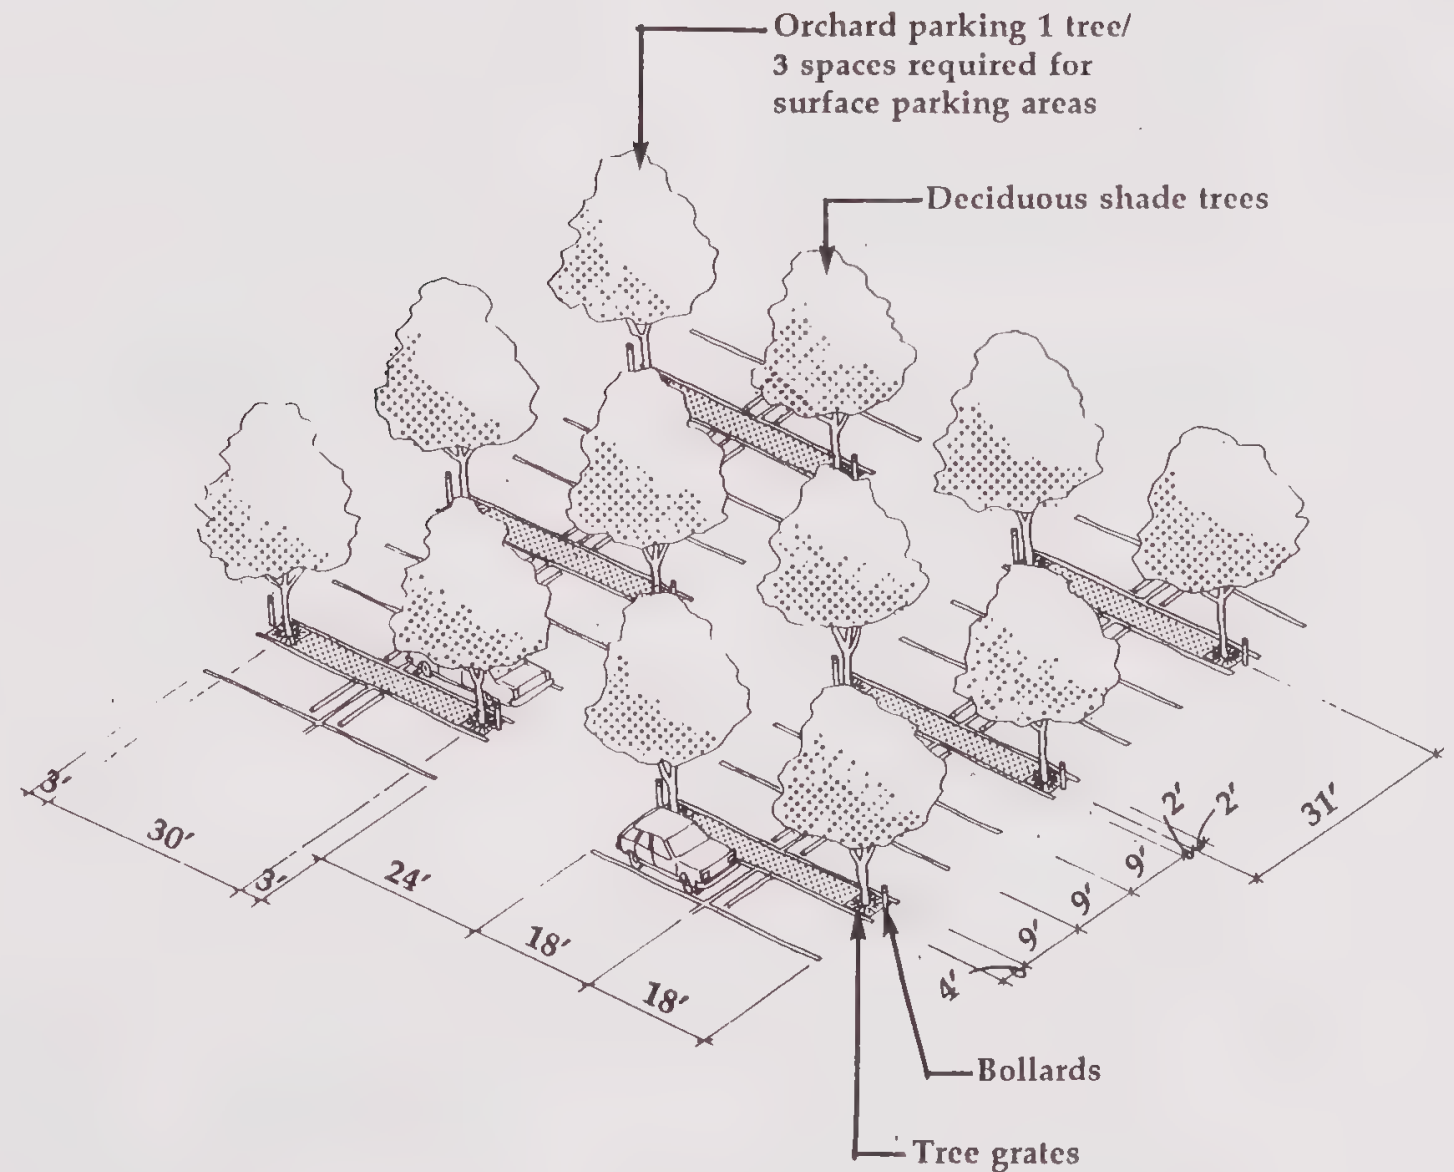 Orchard parking 1 tree/
3 spaces required for
surface parking areas
Deciduous shade trees
3'
30'
3'
24'
18'
18'
4'
9'
9'
9'
2'
2'
31'
Bollards
Tree grates